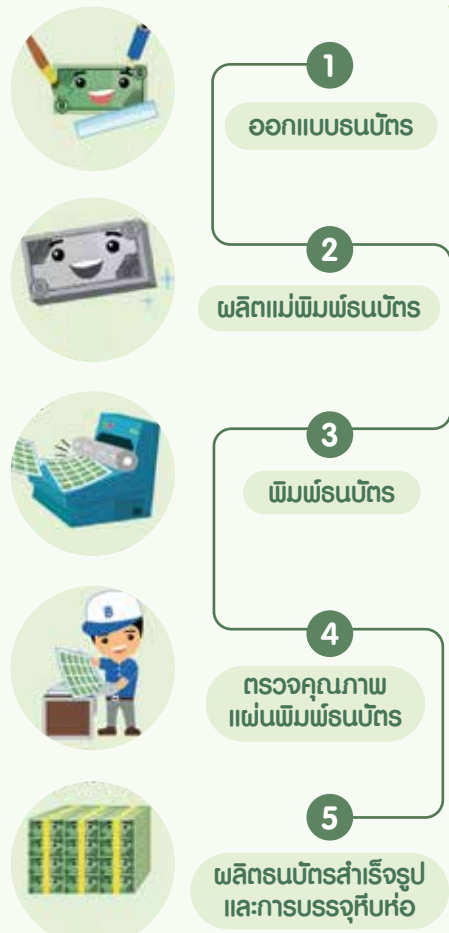 1
ออกแบบธนบัตร
2
ผลิตแม่พิมพ์ธนบัตร
3
พิมพ์ธนบัตร
B
4
ตรวจคุณภาพ
แผ่นพิมพ์ธนบัตร
5
ผลิตธนบัตรสำเร็จรูป
และการบรรจุหีบห่อ